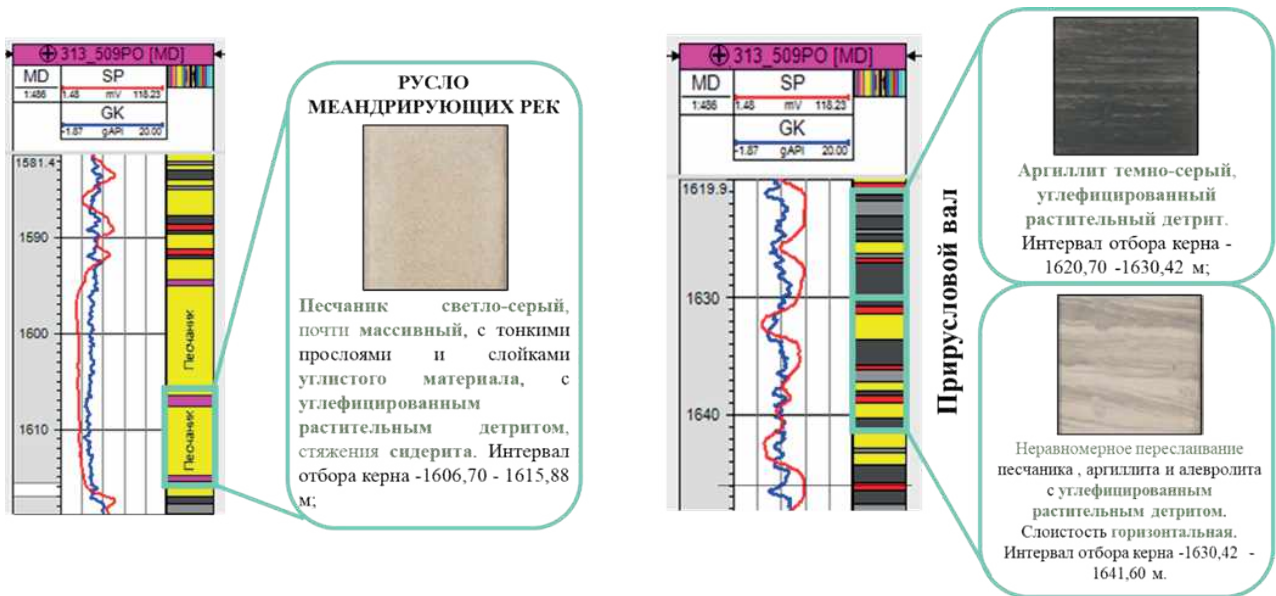 313_509PO [MD]
MD SP
1:486 1.48 mV 118.23
GK
-1.87 gAPI 20.00
1581.4
1590
1600
1610
Песчаник
Песчаник
РУСЛО
МЕАНДРИРУЮЩИХ РЕК
Песчаник светло-серый,
почти массивный, с тонкими
прослоями и слойками
углистого материала, с
углефицированным
растительным детритом,
стяжения сидерита. Интервал
отбора керна -1606,70 - 1615,88
м;
313_509PO [MD]
MD SP
1:486 1.48 mV 118.23
GK
-1.87 gAPI 20.00
1619.9
1630
1640
Прирусловой вал
Аргиллит темно-серый,
углефицированный
растительный детрит.
Интервал отбора керна -
1620,70 -1630,42 м;
Неравномерное переслаивание
песчаника , аргиллита и алевролита
с углефицированным
растительным детритом.
Слоистость горизонтальная.
Интервал отбора керна -1630,42 -
1641,60 м.